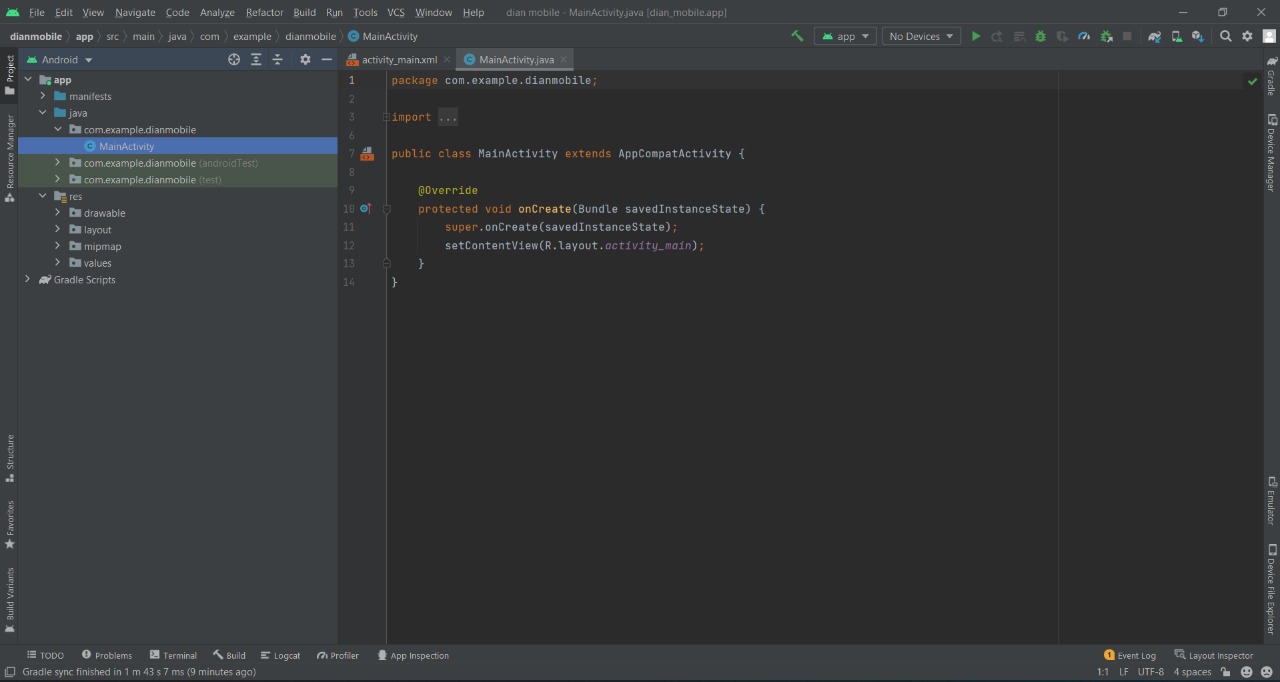 File Edit View Navigate Code Analyze Refactor Build Run Tools VCS Window Help dian mobile - MainActivity.java [dian_mobile.app]
dianmobile app src main java com example dianmobile MainActivity app No Devices
Android activity_main.xml MainActivity.java
Project
Resource Manager
Structure
Favorites
Build Variants
app
manifests
java
com.example.dianmobile
MainActivity
com.example.dianmobile (androidTest)
com.example.dianmobile (test)
res
drawable
layout
mipmap
values
Gradle Scripts
1 package com.example.dianmobile;
2
3 import ...
6
7 public class MainActivity extends AppCompatActivity {
8
9 @Override
10 protected void onCreate(Bundle savedInstanceState) {
11 super.onCreate(savedInstanceState);
12 setContentView(R.layout.activity_main);
13 }
14 }
Gradle
Device Manager
Emulator
Device File Explorer
TODO Problems Terminal Build Logcat Profiler App Inspection 1 Event Log Layout Inspector
Gradle sync finished in 1 m 43 s 7 ms (9 minutes ago) 1:1 LF UTF-8 4 spaces